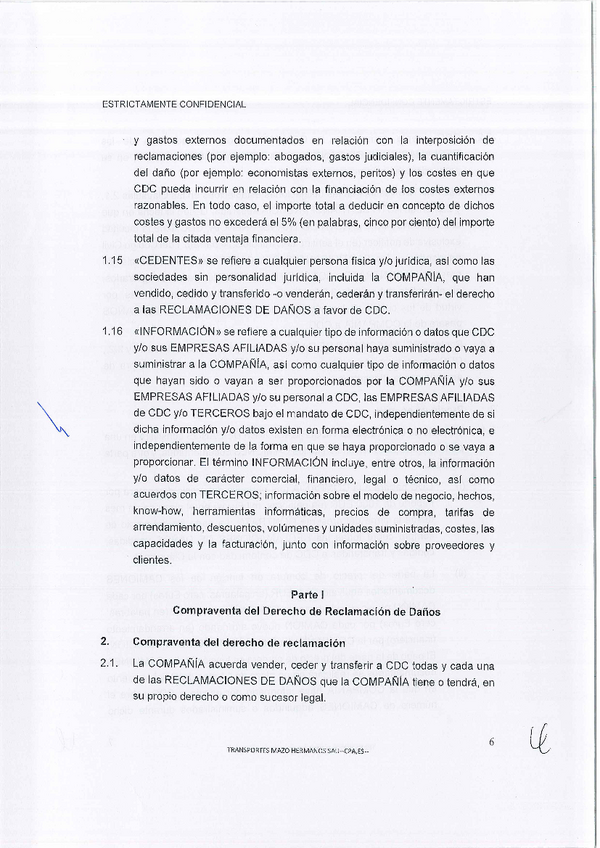 ESTRICTAMENTE CONFIDENCIAL
y gastos externos documentados en relación con la interposición de
reclamaciones (por ejemplo: abogados, gastos judiciales), la cuantificación
del daño (por ejemplo: economistas externos, peritos) y los costes en que
CDC pueda incurrir en relación con la financiación de los costes externos
razonables. En todo caso, el importe total a deducir en concepto de dichos
costes y gastos no excederá el 5% (en palabras, cinco por ciento) del importe
total de la citada ventaja financiera.
1.15 «CEDENTES» se refiere a cualquier persona física y/o jurídica, así como las
sociedades sin personalidad jurídica, incluida la COMPAÑÍA, que han
vendido, cedido y transferido -o venderán, cederán y transferirán- el derecho
a las RECLAMACIONES DE DAÑOS a favor de CDC.
1.16 «INFORMACIÓN» se refiere a cualquier tipo de información o datos que CDC
y/o sus EMPRESAS AFILIADAS y/o su personal haya suministrado o vaya a
suministrar a la COMPAÑÍA, así como cualquier tipo de información o datos
que hayan sido o vayan a ser proporcionados por la COMPAÑÍA y/o sus
EMPRESAS AFILIADAS y/o su personal a CDC, las EMPRESAS AFILIADAS
de CDC y/o TERCEROS bajo el mandato de CDC, independientemente de si
dicha información y/o datos existen en forma electrónica o no electrónica, e
independientemente de la forma en que se haya proporcionado o se vaya a
proporcionar. El término INFORMACIÓN incluye, entre otros, la información
y/o datos de carácter comercial, financiero, legal o técnico, así como
acuerdos con TERCEROS; información sobre el modelo de negocio, hechos,
know-how, herramientas informáticas, precios de compra, tarifas de
arrendamiento, descuentos, volúmenes y unidades suministradas, costes, las
capacidades y la facturación, junto con información sobre proveedores y
clientes.
Parte I
Compraventa del Derecho de Reclamación de Daños
2. Compraventa del derecho de reclamación
2.1. La COMPAÑÍA acuerda vender, ceder y transferir a CDC todas y cada una
de las RECLAMACIONES DE DAÑOS que la COMPAÑÍA tiene o tendrá, en
su propio derecho o como sucesor legal.
6
TRANSPORTES MAZO HERMANOS SAU--CPA.ES--